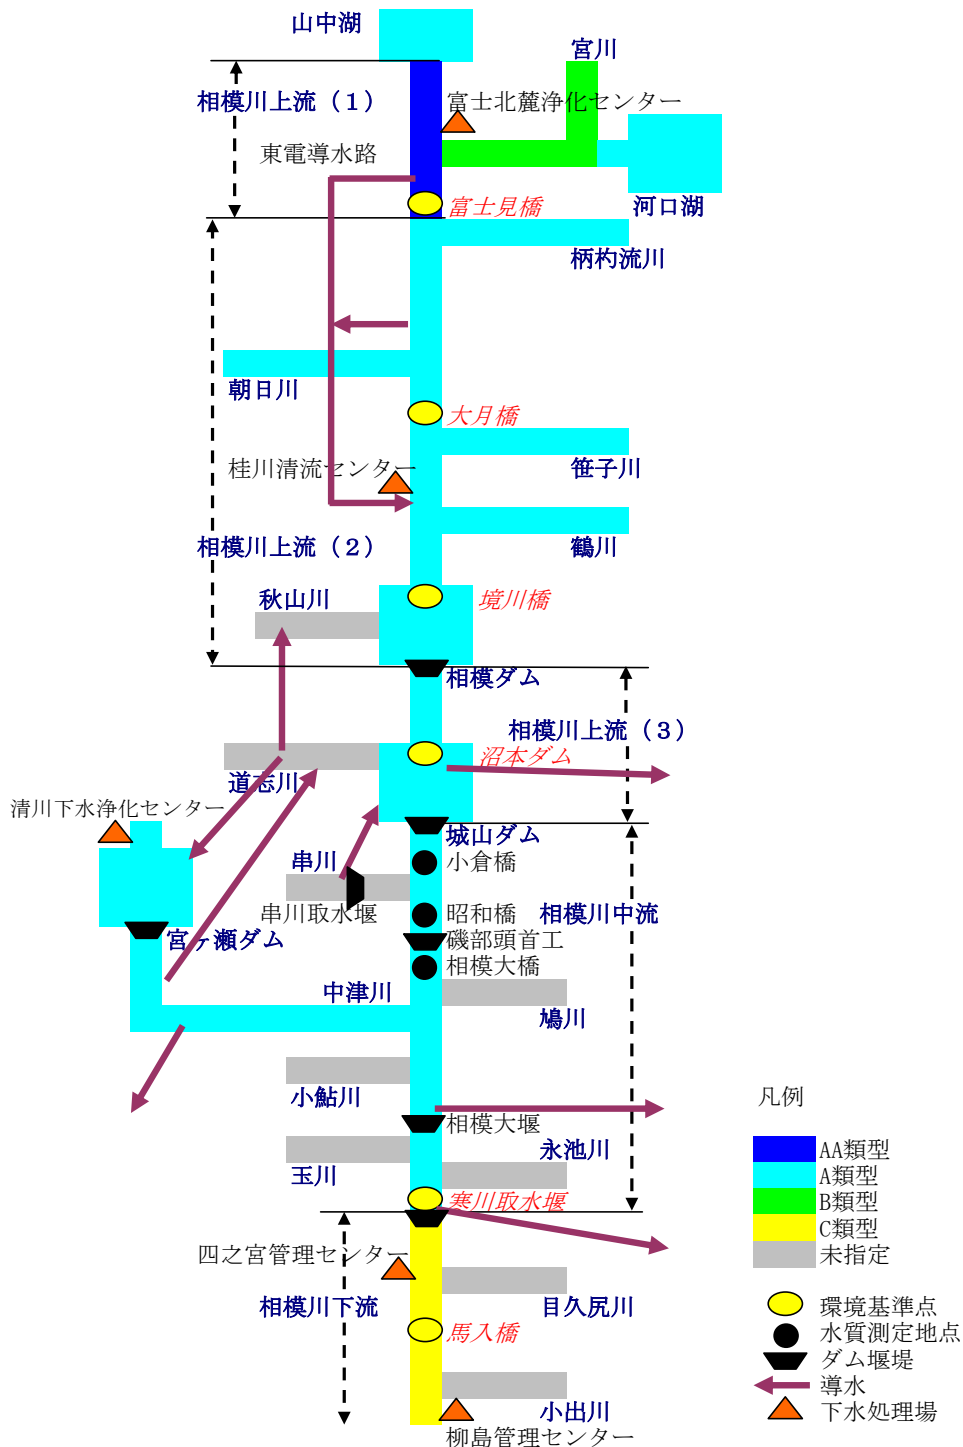 山中湖
宮川
相模川上流（１）
富士北麓浄化センター
東電導水路
富士見橋
河口湖
柄杓流川
朝日川
大月橋
桂川清流センター
笹子川
相模川上流（２）
鶴川
秋山川
境川橋
相模ダム
相模川上流（３）
沼本ダム
道志川
清川下水浄化センター
城山ダム
串川
小倉橋
串川取水堰
昭和橋
相模川中流
宮ヶ瀬ダム
磯部頭首工
相模大橋
中津川
鳩川
小鮎川
凡例
相模大堰
永池川
AA類型
玉川
A類型
寒川取水堰
B類型
C類型
四之宮管理センター
未指定
相模川下流
目久尻川
環境基準点
馬入橋
水質測定地点
ダム堰堤
導水
小出川
下水処理場
柳島管理センター